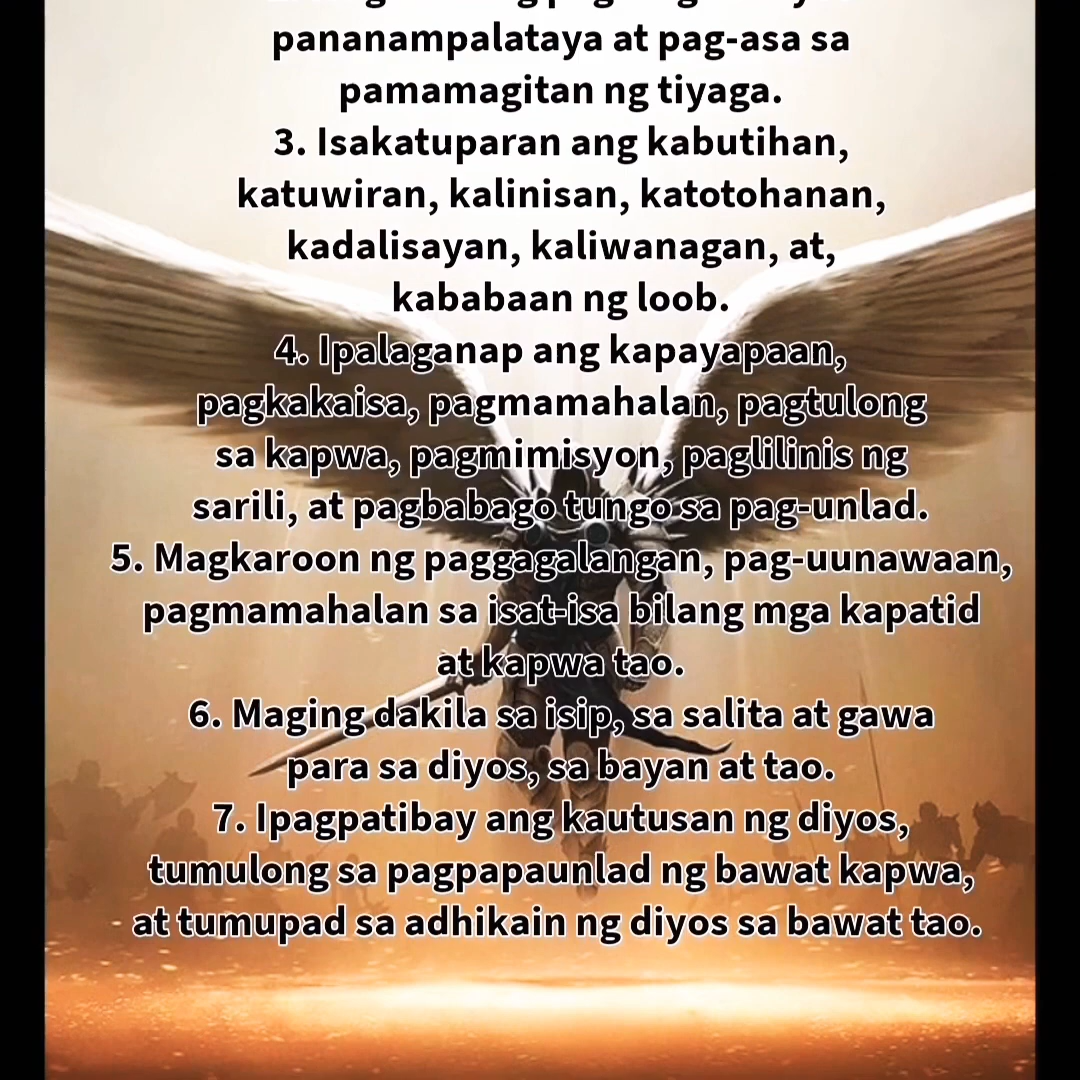 pananampalataya at pag-asa sa
pamamagitan ng tiyaga.
3. Isakatuparan ang kabutihan,
katuwiran, kalinisan, katotohanan,
kadalisayan, kaliwanagan, at,
kababaan ng loob.
4. Ipalaganap ang kapayapaan,
pagkakaisa, pagmamahalan, pagtulong
sa kapwa, pagmimisyon, paglilinis ng
sarili, at pagbabago tungo sa pag-unlad.
5. Magkaroon ng paggagalangan, pag-uunawaan,
pagmamahalan sa isat-isa bilang mga kapatid
at kapwa tao.
6. Maging dakila sa isip, sa salita at gawa
para sa diyos, sa bayan at tao.
7. Ipagpatibay ang kautusan ng diyos,
tumulong sa pagpapaunlad ng bawat kapwa,
at tumupad sa adhikain ng diyos sa bawat tao.